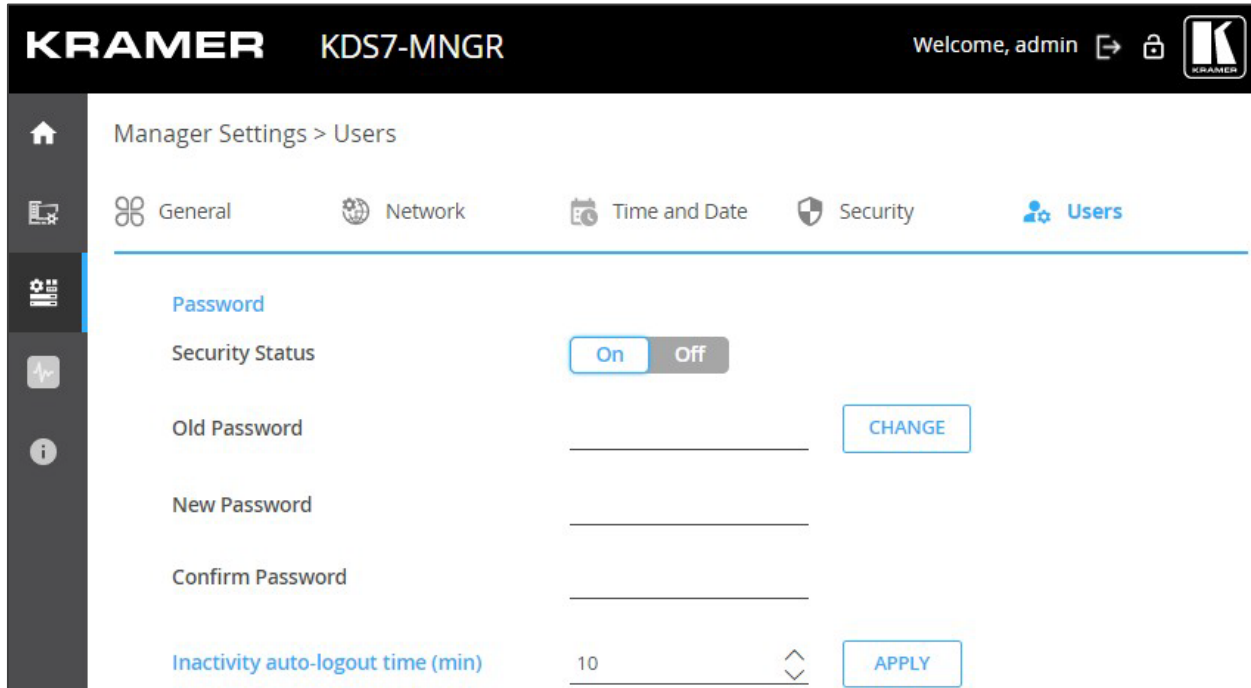 KRAMER KDS7-MNGR Welcome, admin
KRAMER
Manager Settings > Users
General Network Time and Date Security Users
Password
Security Status On Off
Old Password CHANGE
New Password
Confirm Password
Inactivity auto-logout time (min) 10 APPLY